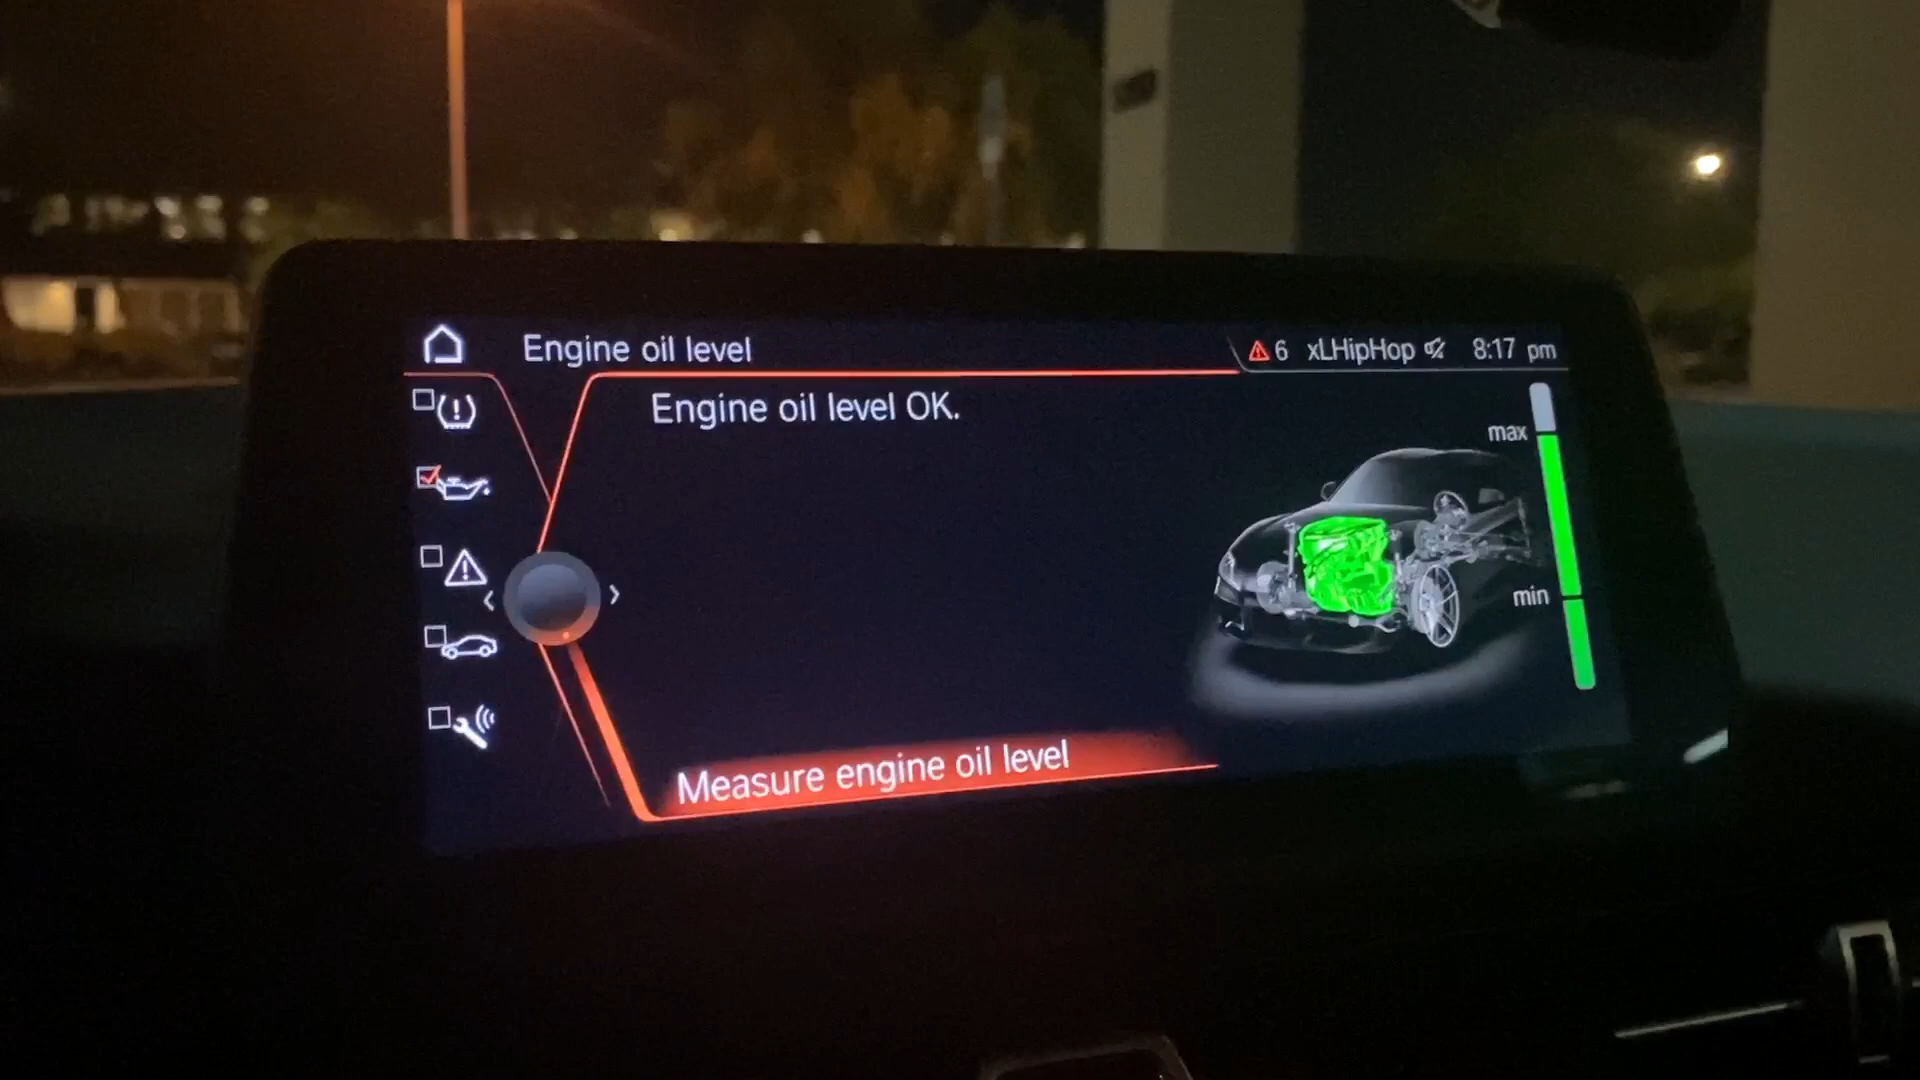 Engine oil level
6 xLHipHop 8:17 pm
Engine oil level OK.
max
min
Measure engine oil level